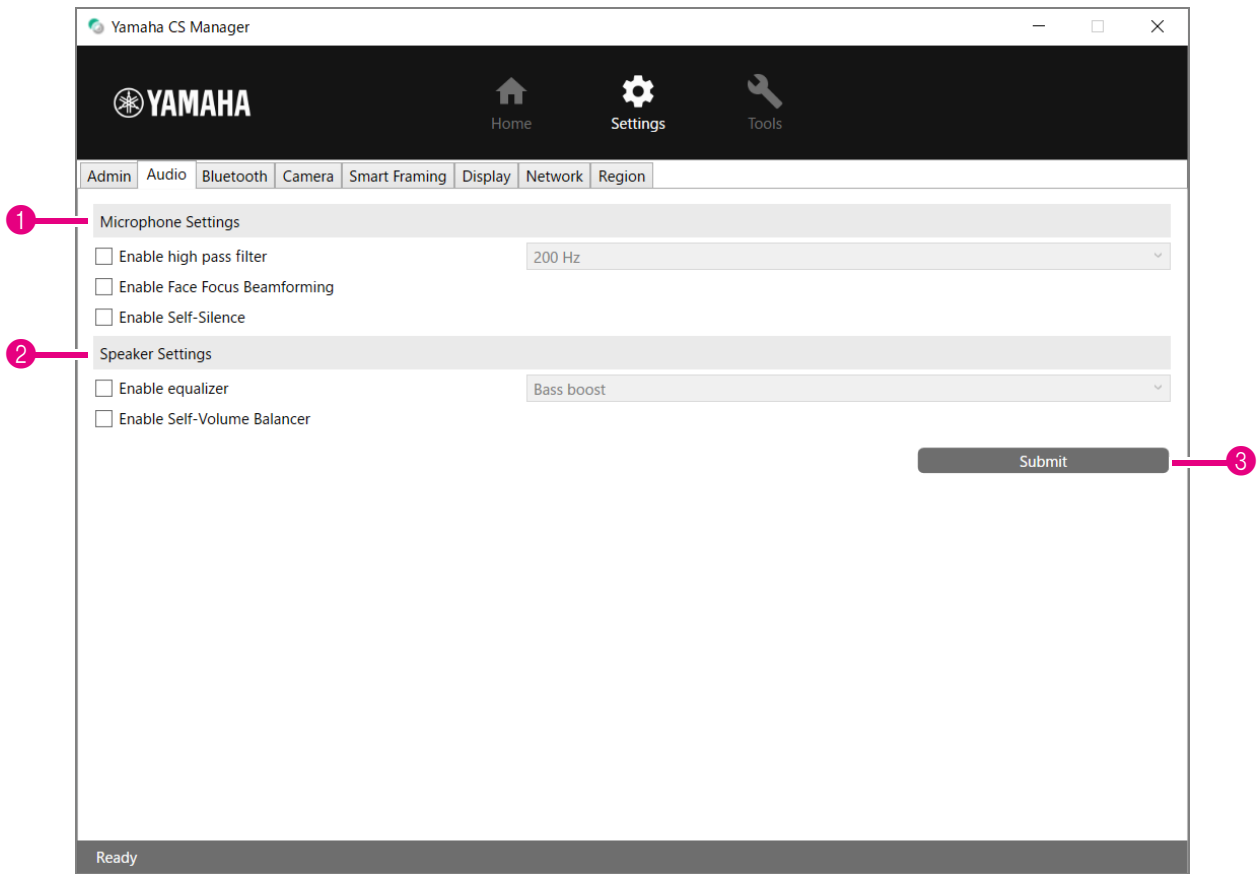 Yamaha CS Manager
YAMAHA
Home
Settings
Tools
Admin Audio Bluetooth Camera Smart Framing Display Network Region
1 Microphone Settings
Enable high pass filter 200 Hz
Enable Face Focus Beamforming
Enable Self-Silence
2 Speaker Settings
Enable equalizer Bass boost
Enable Self-Volume Balancer
Submit 3
Ready